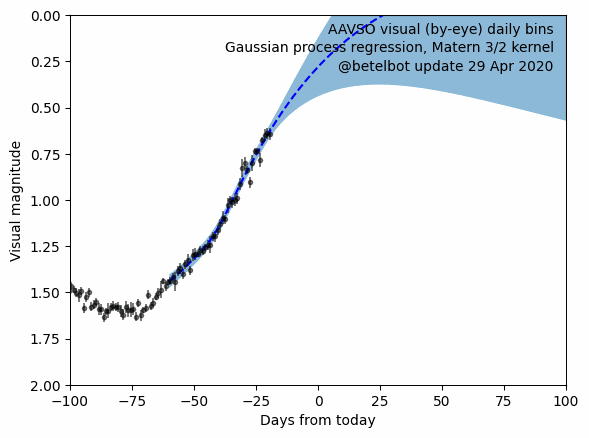 AAVSO visual (by-eye) daily bins
Gaussian process regression, Matern 3/2 kernel
@betelbot update 29 Apr 2020
0.00
0.25
0.50
0.75
1.00
1.25
1.50
1.75
2.00
Visual magnitude
−100 −75 −50 −25 0 25 50 75 100
Days from today